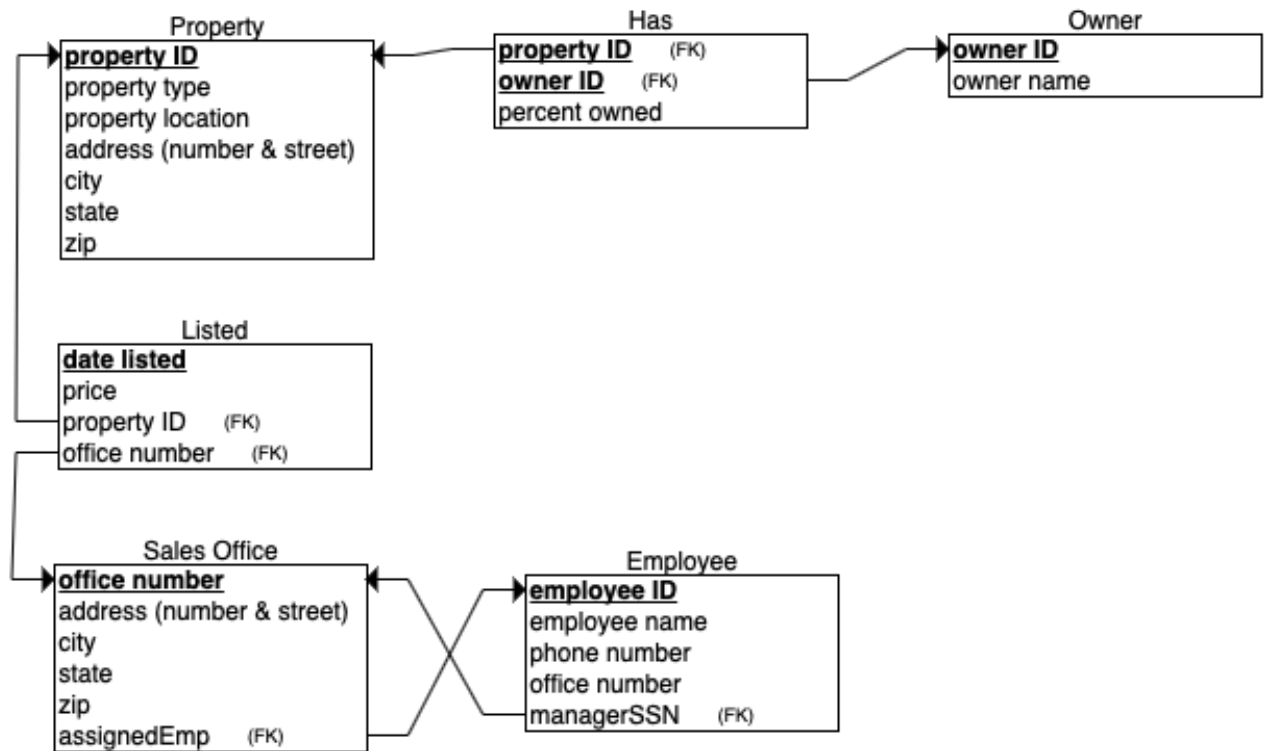 Property
property ID
property type
property location
address (number & street)
city
state
zip
Has
property ID (FK)
owner ID (FK)
percent owned
Owner
owner ID
owner name
Listed
date listed
price
property ID (FK)
office number (FK)
Sales Office
office number
address (number & street)
city
state
zip
assignedEmp (FK)
Employee
employee ID
employee name
phone number
office number
managerSSN (FK)